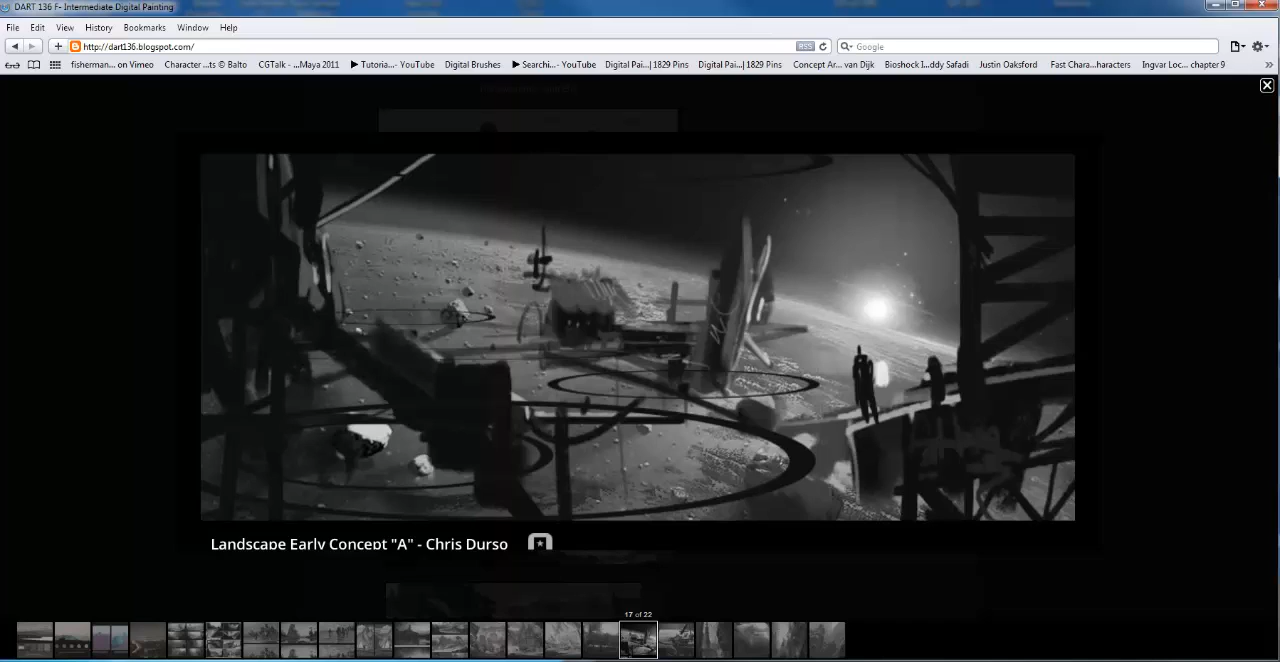 DART 136 F- Intermediate Digital Painting
File Edit View History Bookmarks Window Help
http://dart136.blogspot.com/ RSS Google
fisherman... on Vimeo Character ...ts © Balto CGTalk - ...Maya 2011 Tutoria...- YouTube Digital Brushes Searchi...- YouTube Digital Pai...| 1829 Pins Digital Pai...| 1829 Pins Concept Ar... van Dijk Bioshock I...ddy Safadi Justin Oaksford Fast Chara...haracters Ingvar Loc... chapter 9
Landscape Early Concept "A" - Chris Durso
17 of 22